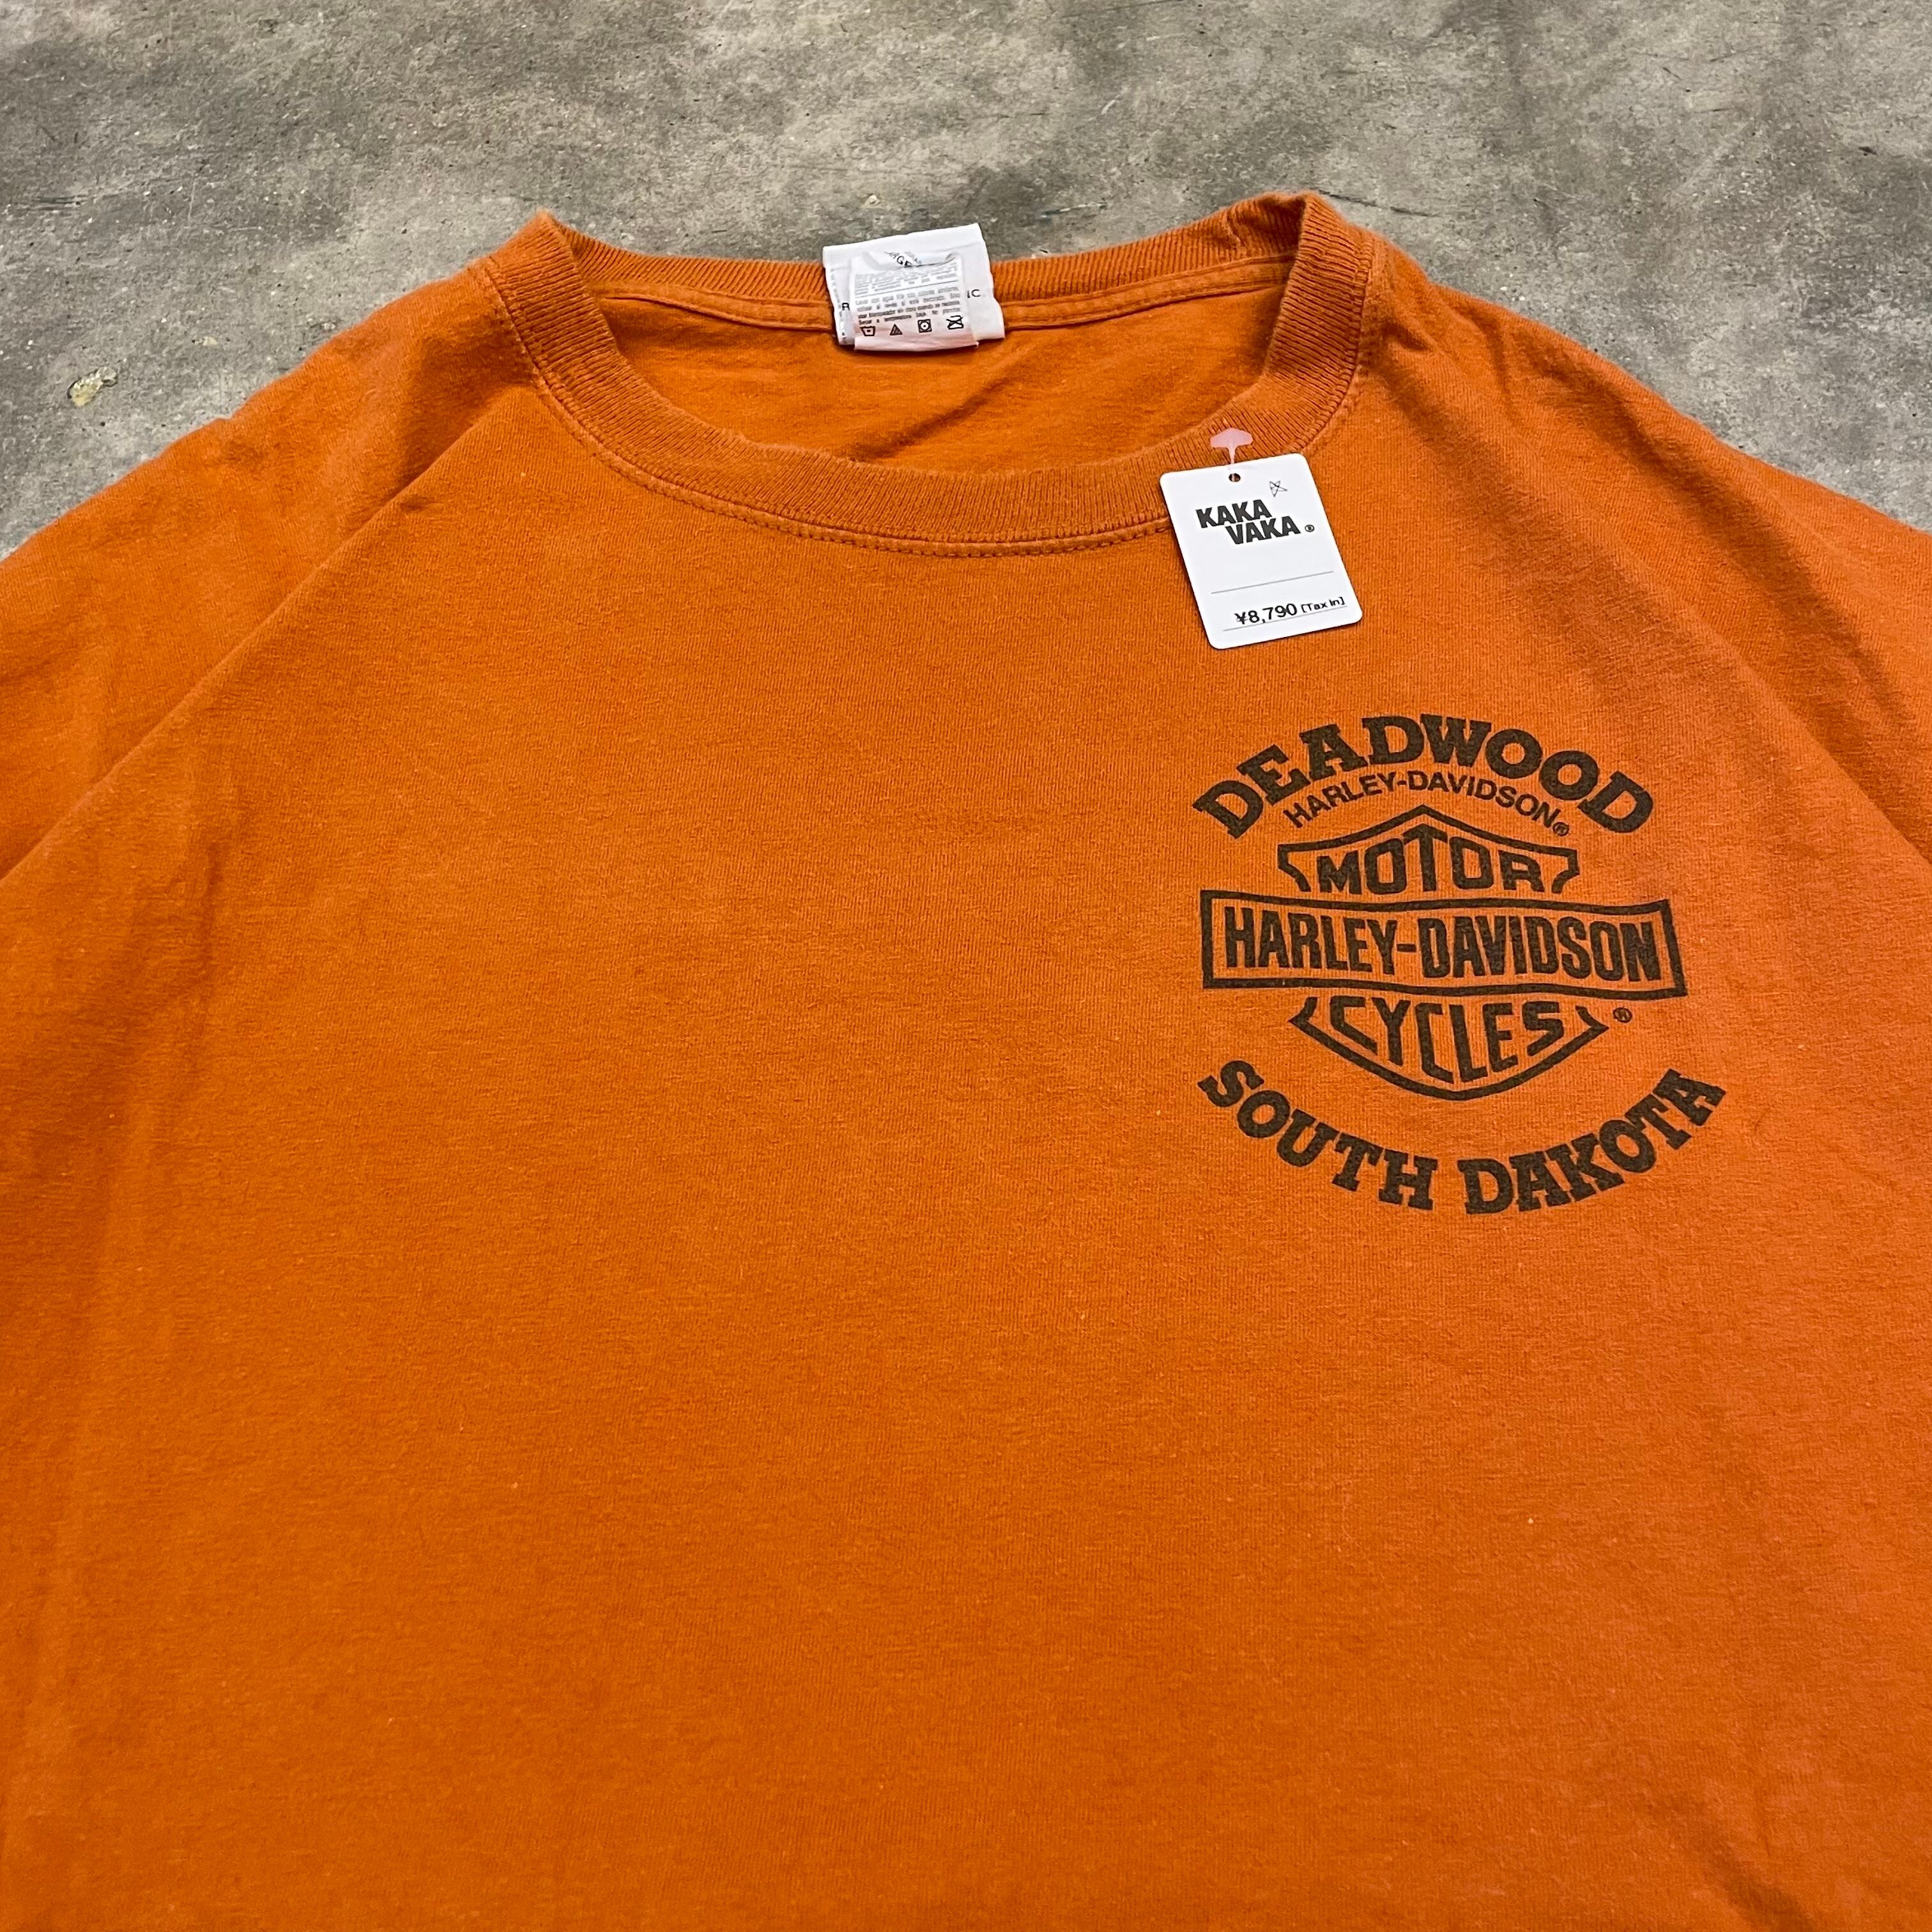 KAKA
VAKA®
¥8,790 [Tax in]
DEADWOOD
HARLEY-DAVIDSON®
MOTOR
HARLEY-DAVIDSON
CYCLES
®
SOUTH DAKOTA